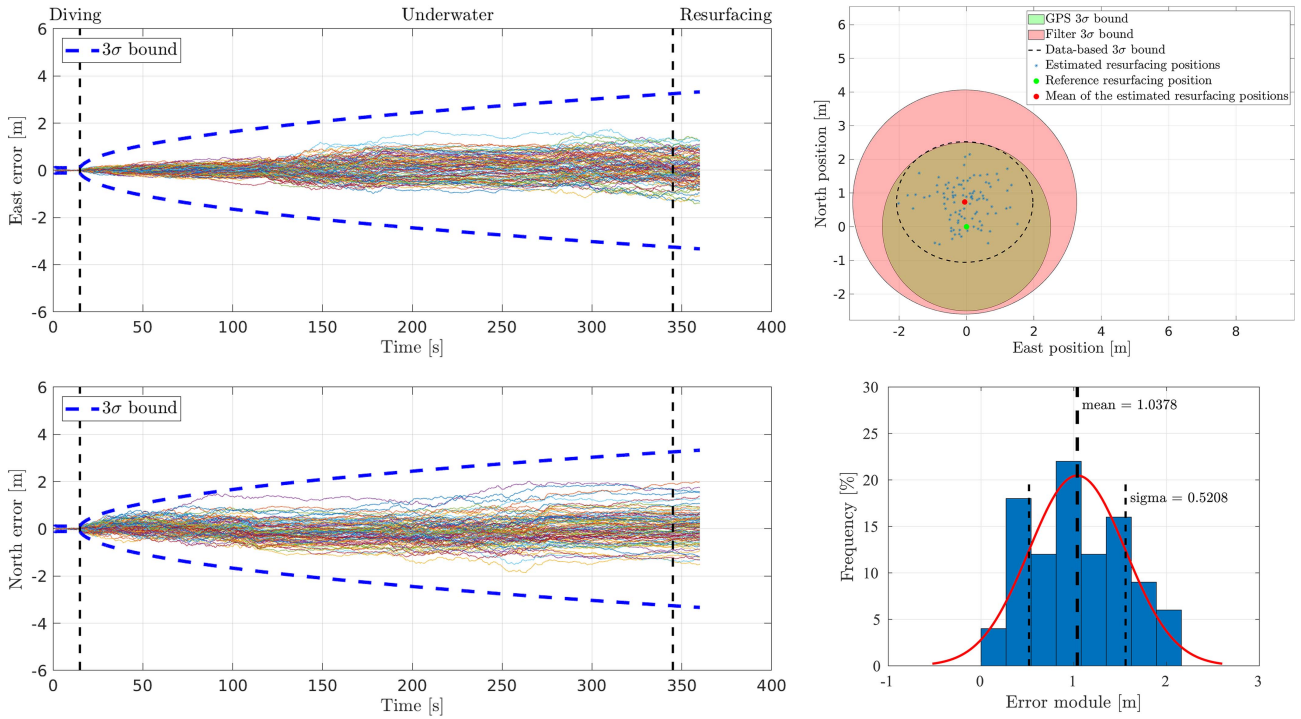 Diving Underwater Resurfacing
6
3σ bound
4
2
0
-2
-4
-6
East error [m]
0 50 100 150 200 250 300 350 400
Time [s]
GPS 3σ bound
Filter 3σ bound
Data-based 3σ bound
Estimated resurfacing positions
Reference resurfacing position
Mean of the estimated resurfacing positions
6
5
4
3
2
1
0
-1
-2
North position [m]
-2 0 2 4 6 8
East position [m]
6
3σ bound
4
2
0
-2
-4
-6
North error [m]
0 50 100 150 200 250 300 350 400
Time [s]
30
25
20
15
10
5
0
Frequency [%]
mean = 1.0378
sigma = 0.5208
-1 0 1 2 3
Error module [m]